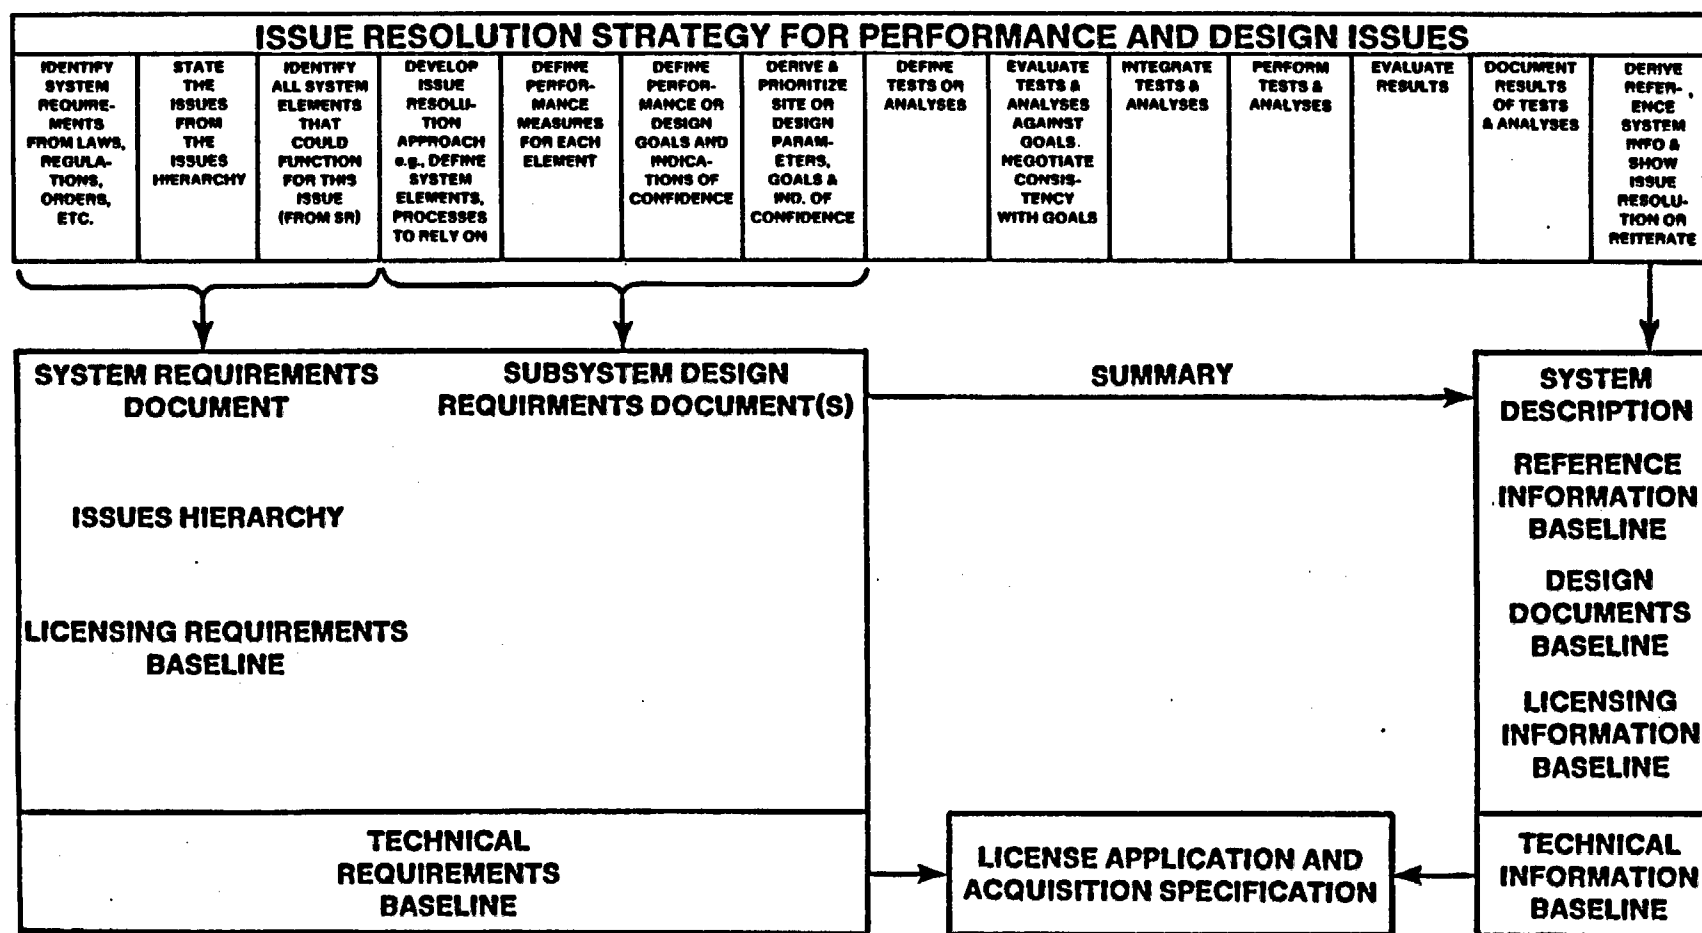 ISSUE RESOLUTION STRATEGY FOR PERFORMANCE AND DESIGN ISSUES
IDENTIFY
SYSTEM
REQUIRE-
MENTS
FROM LAWS,
REGULA-
TIONS,
ORDERS,
ETC.
STATE
THE
ISSUES
FROM
THE
ISSUES
HIERARCHY
IDENTIFY
ALL SYSTEM
ELEMENTS
THAT
COULD
FUNCTION
FOR THIS
ISSUE
(FROM SR)
DEVELOP
ISSUE
RESOLU-
TION
APPROACH
e.g., DEFINE
SYSTEM
ELEMENTS,
PROCESSES
TO RELY ON
DEFINE
PERFOR-
MANCE
MEASURES
FOR EACH
ELEMENT
DEFINE
PERFOR-
MANCE OR
DESIGN
GOALS AND
INDICA-
TIONS OF
CONFIDENCE
DERIVE &
PRIORITIZE
SITE OR
DESIGN
PARAM-
ETERS,
GOALS &
IND. OF
CONFIDENCE
DEFINE
TESTS OR
ANALYSES
EVALUATE
TESTS &
ANALYSES
AGAINST
GOALS.
NEGOTIATE
CONSIS-
TENCY
WITH GOALS
INTEGRATE
TESTS &
ANALYSES
PERFORM
TESTS &
ANALYSES
EVALUATE
RESULTS
DOCUMENT
RESULTS
OF TESTS
& ANALYSES
DERIVE
REFER-
ENCE
SYSTEM
INFO &
SHOW
ISSUE
RESOLU-
TION OR
REITERATE
SYSTEM REQUIREMENTS
DOCUMENT
SUBSYSTEM DESIGN
REQUIRMENTS DOCUMENT(S)
SUMMARY
SYSTEM
DESCRIPTION
ISSUES HIERARCHY
REFERENCE
INFORMATION
BASELINE
LICENSING REQUIREMENTS
BASELINE
DESIGN
DOCUMENTS
BASELINE
LICENSING
INFORMATION
BASELINE
TECHNICAL
REQUIREMENTS
BASELINE
LICENSE APPLICATION AND
ACQUISITION SPECIFICATION
TECHNICAL
INFORMATION
BASELINE